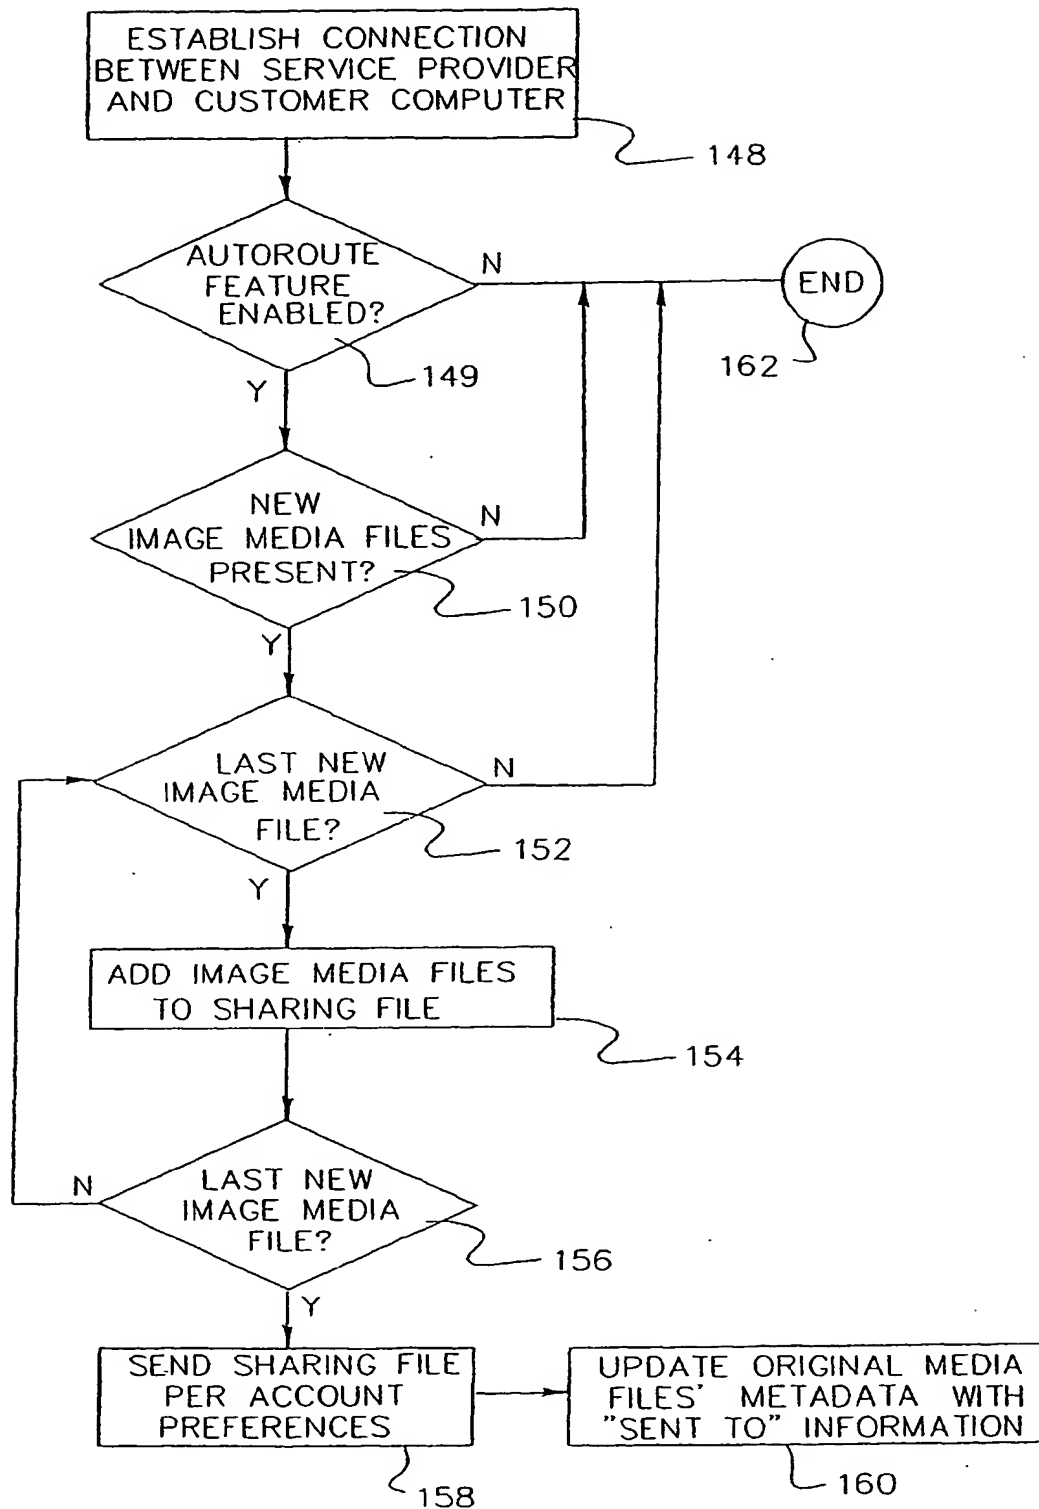 ESTABLISH CONNECTION
BETWEEN SERVICE PROVIDER
AND CUSTOMER COMPUTER
148
AUTOROUTE
FEATURE
ENABLED?
N
END
149
162
Y
NEW
IMAGE MEDIA FILES
PRESENT?
N
150
Y
LAST NEW
IMAGE MEDIA
FILE?
N
152
Y
ADD IMAGE MEDIA FILES
TO SHARING FILE
154
N
LAST NEW
IMAGE MEDIA
FILE?
156
Y
SEND SHARING FILE
PER ACCOUNT
PREFERENCES
158
UPDATE ORIGINAL MEDIA
FILES' METADATA WITH
"SENT TO" INFORMATION
160